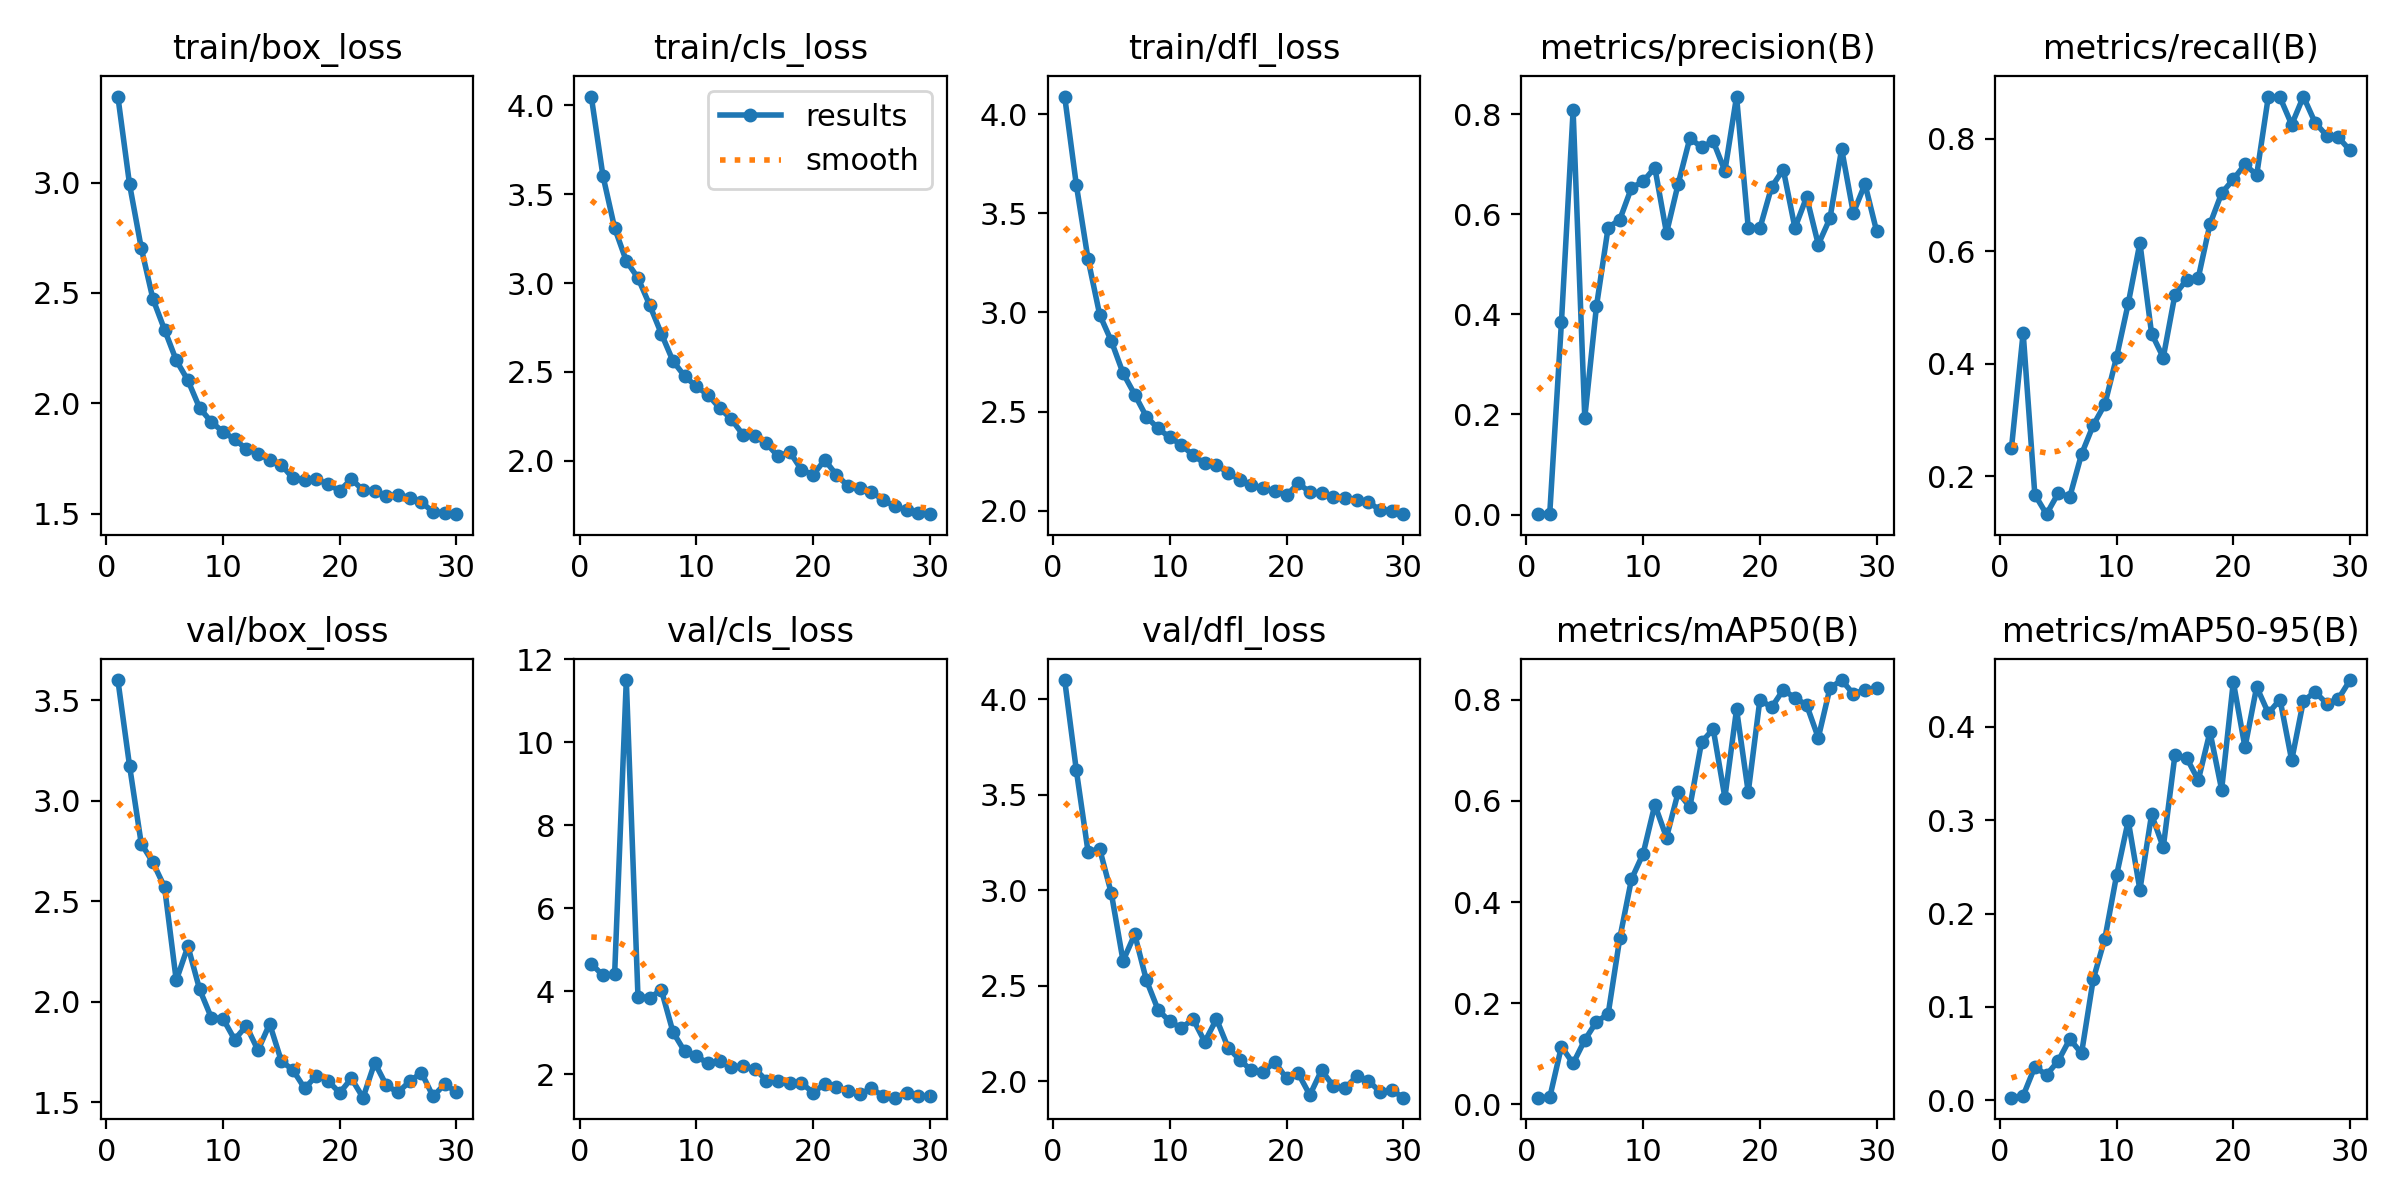 train/box_loss
train/cls_loss
train/dfl_loss
metrics/precision(B)
metrics/recall(B)
3.0
2.5
2.0
1.5
0 10 20 30
4.0
3.5
3.0
2.5
2.0
results
smooth
0 10 20 30
4.0
3.5
3.0
2.5
2.0
0 10 20 30
0.8
0.6
0.4
0.2
0.0
0 10 20 30
0.8
0.6
0.4
0.2
0 10 20 30
val/box_loss
val/cls_loss
val/dfl_loss
metrics/mAP50(B)
metrics/mAP50-95(B)
3.5
3.0
2.5
2.0
1.5
0 10 20 30
12
10
8
6
4
2
0 10 20 30
4.0
3.5
3.0
2.5
2.0
0 10 20 30
0.8
0.6
0.4
0.2
0.0
0 10 20 30
0.4
0.3
0.2
0.1
0.0
0 10 20 30